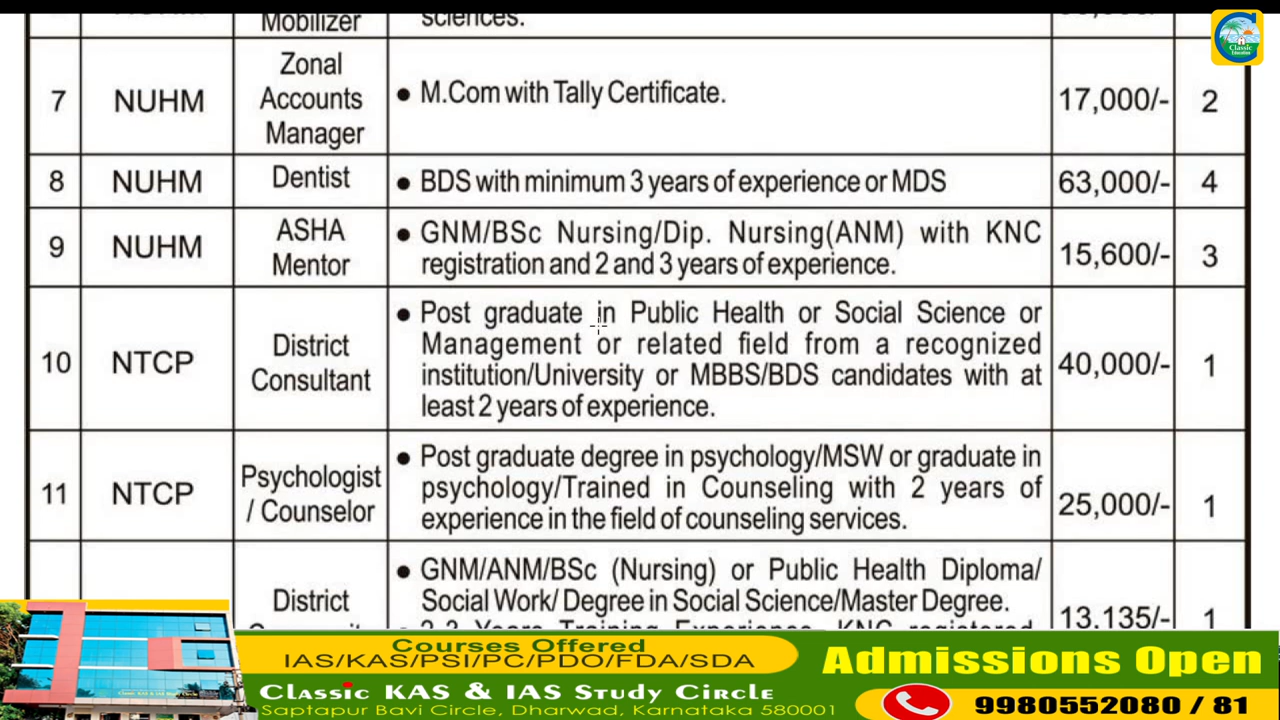 Mobilizer
sciences.
7
NUHM
Zonal
Accounts
Manager
● M.Com with Tally Certificate.
17,000/-
2
8
NUHM
Dentist
● BDS with minimum 3 years of experience or MDS
63,000/-
4
9
NUHM
ASHA
Mentor
● GNM/BSc Nursing/Dip. Nursing(ANM) with KNC
registration and 2 and 3 years of experience.
15,600/-
3
10
NTCP
District
Consultant
● Post graduate in Public Health or Social Science or
Management or related field from a recognized
institution/University or MBBS/BDS candidates with at
least 2 years of experience.
40,000/-
1
11
NTCP
Psychologist
/ Counselor
● Post graduate degree in psychology/MSW or graduate in
psychology/Trained in Counseling with 2 years of
experience in the field of counseling services.
25,000/-
1
District
● GNM/ANM/BSc (Nursing) or Public Health Diploma/
Social Work/ Degree in Social Science/Master Degree.
13,135/-
1
Classic
Education
Courses Offered
IAS/KAS/PSI/PC/PDO/FDA/SDA
Classic KAS & IAS Study Circle
Saptapur Bavi Circle, Dharwad, Karnataka 580001
Admissions Open
9980552080 / 81